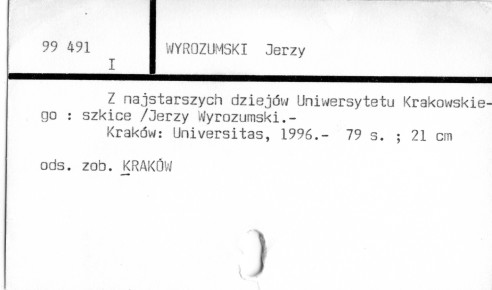 99 491
I
WYROZUMSKI Jerzy
Z najstarszych dziejów Uniwersytetu Krakowskie-
go : szkice /Jerzy Wyrozumski.-
Kraków: Universitas, 1996.- 79 s. ; 21 cm
ods. zob. KRAKÓW